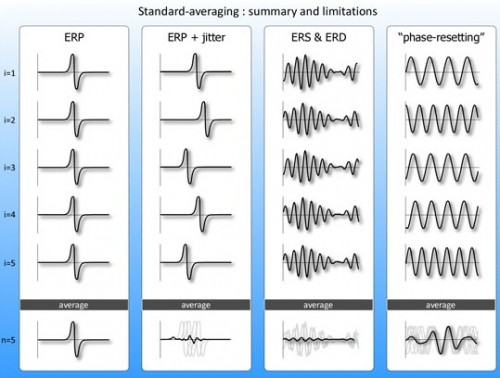 Standard-averaging : summary and limitations
ERP
ERP + jitter
ERS & ERD
“phase-resetting”
i=1
i=2
i=3
i=4
i=5
average
average
average
average
n=5